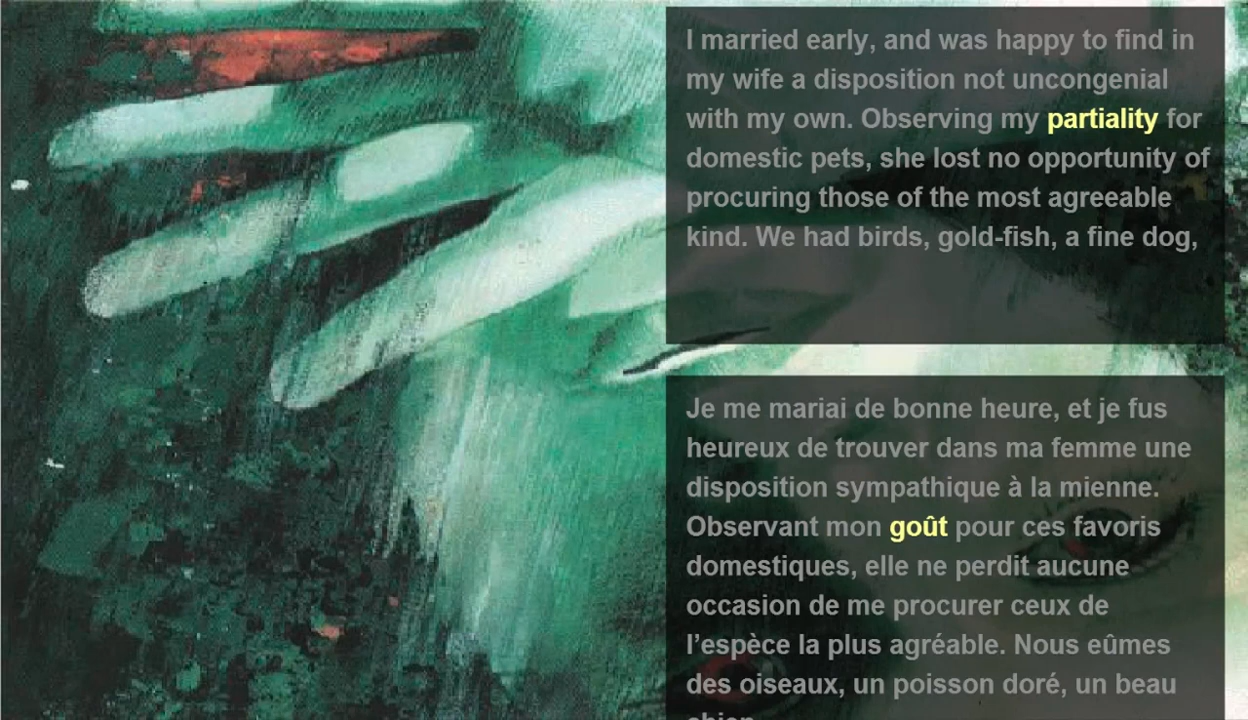 I married early, and was happy to find in
my wife a disposition not uncongenial
with my own. Observing my partiality for
domestic pets, she lost no opportunity of
procuring those of the most agreeable
kind. We had birds, gold-fish, a fine dog,
Je me mariai de bonne heure, et je fus
heureux de trouver dans ma femme une
disposition sympathique à la mienne.
Observant mon goût pour ces favoris
domestiques, elle ne perdit aucune
occasion de me procurer ceux de
l’espèce la plus agréable. Nous eûmes
des oiseaux, un poisson doré, un beau